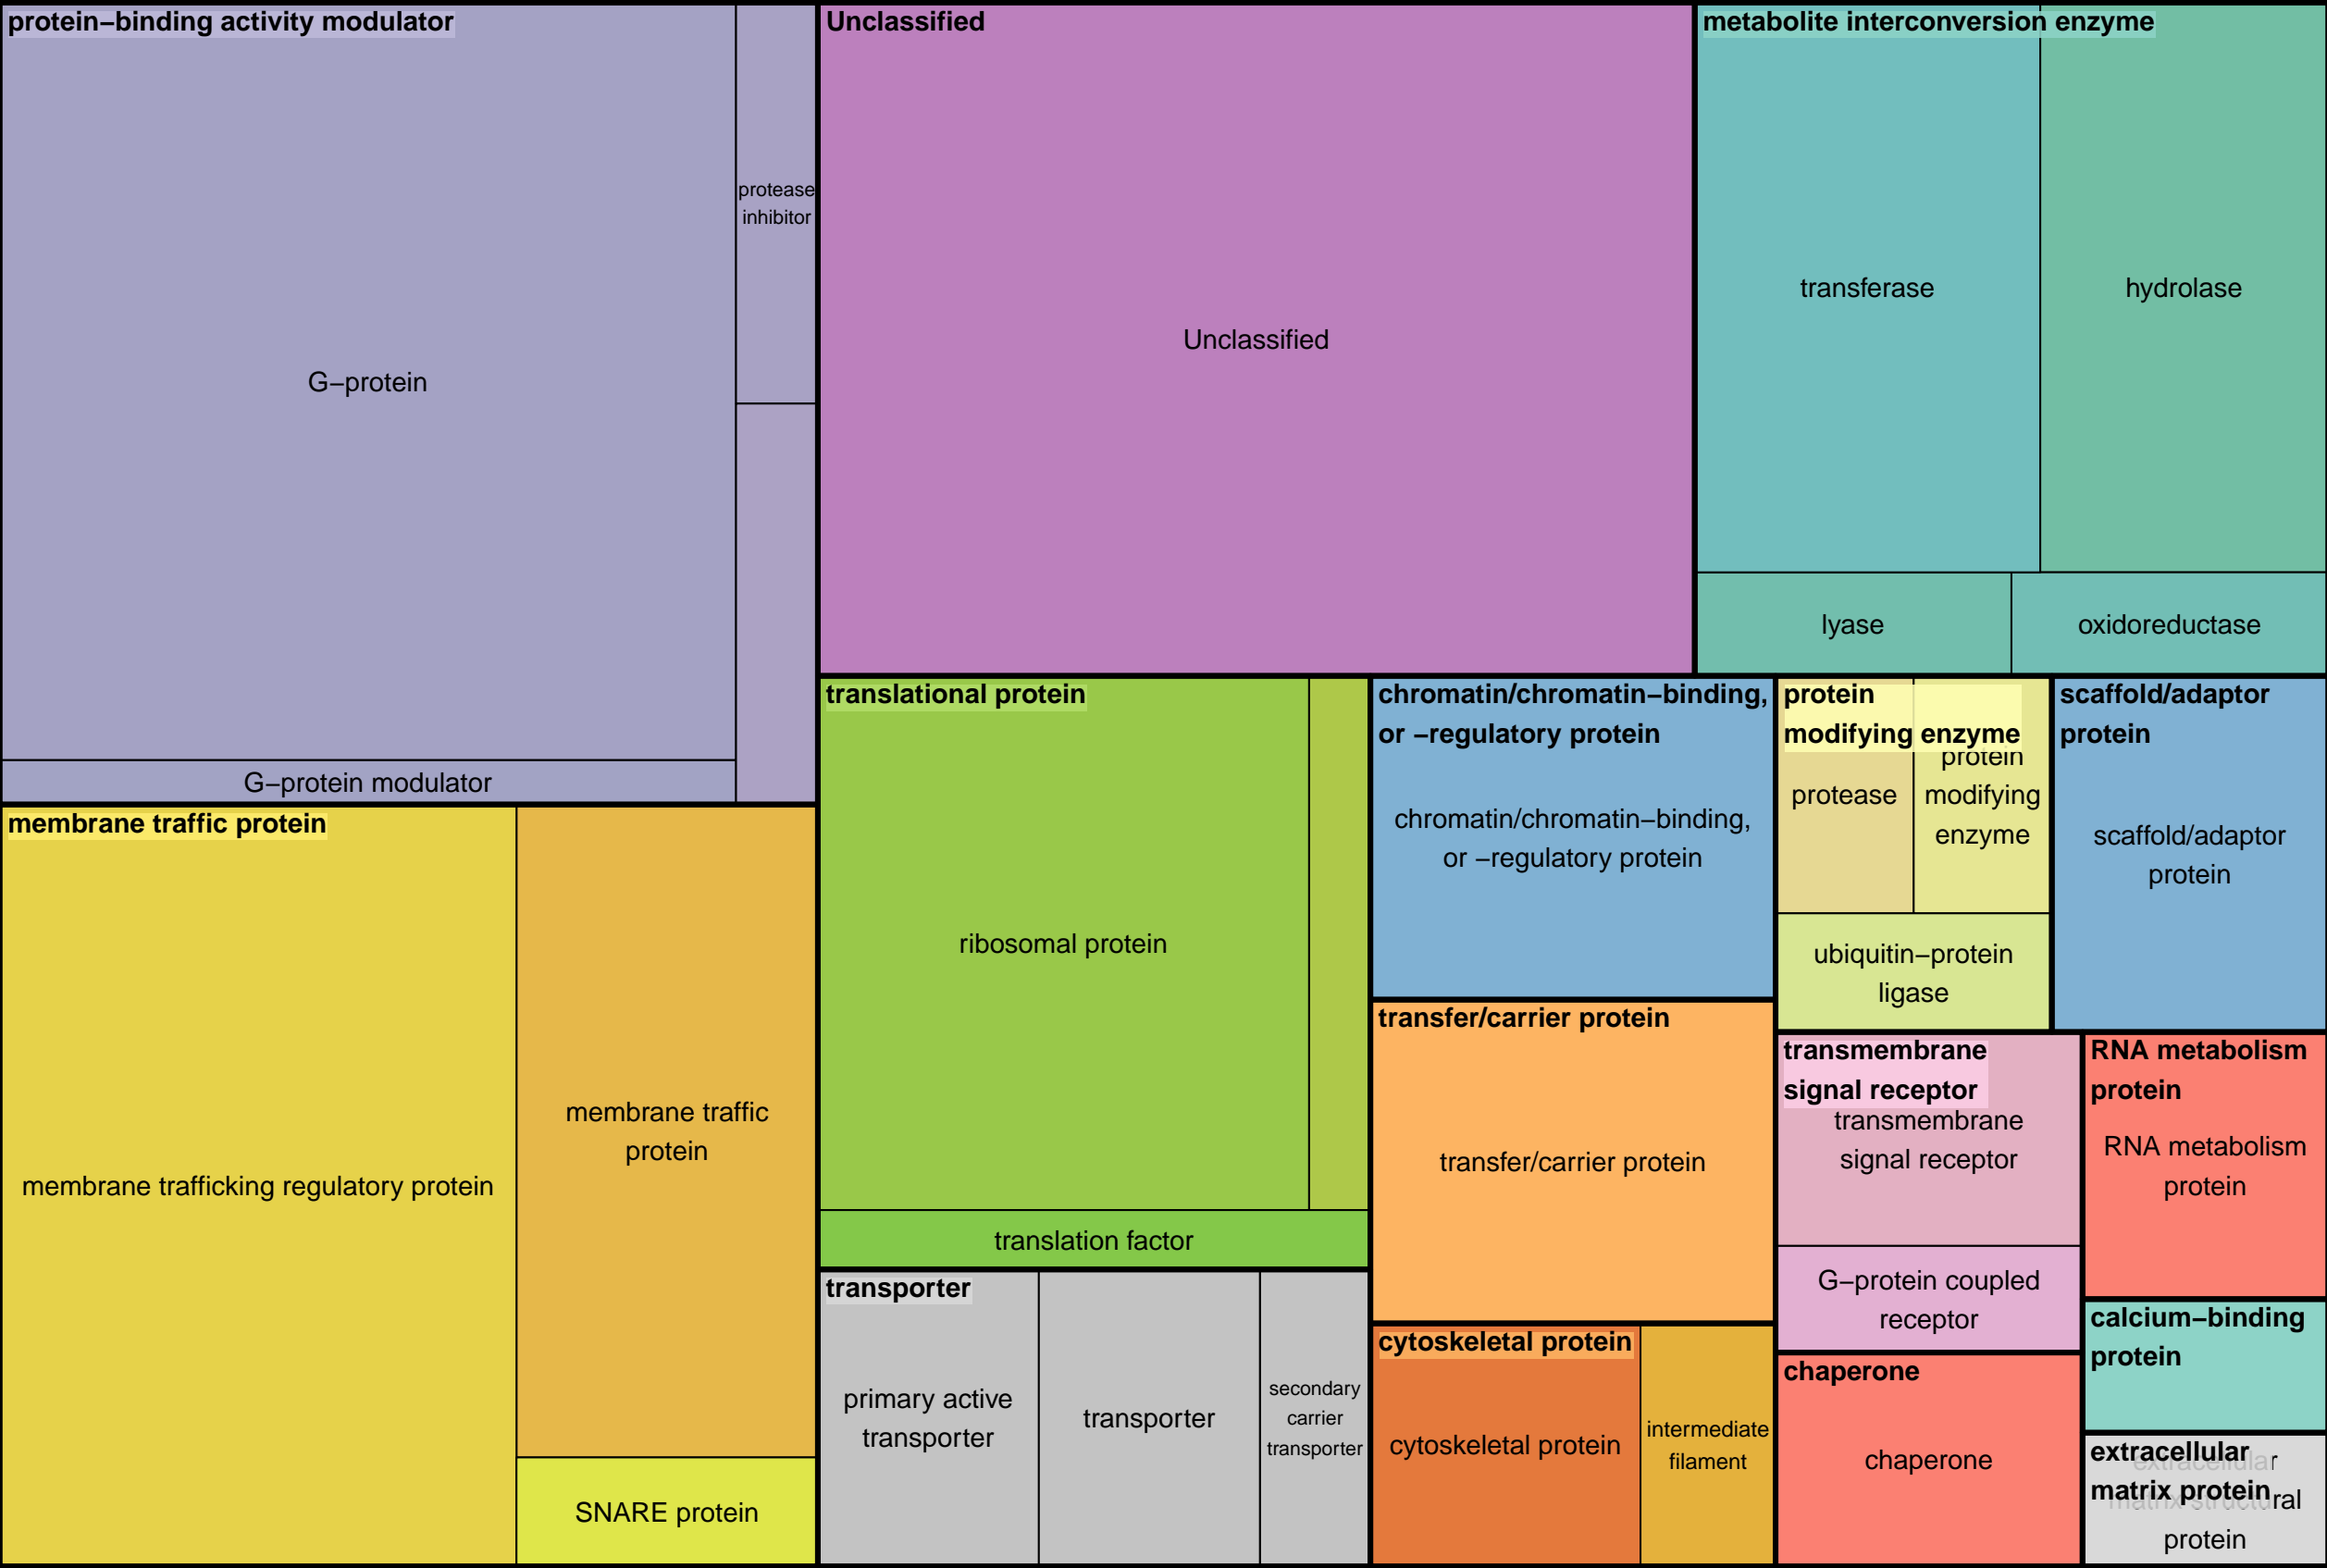 protein−binding activity modulator
G−protein
protease
inhibitor
G−protein modulator
membrane traffic protein
membrane trafficking regulatory protein
membrane traffic
protein
SNARE protein
Unclassified
Unclassified
metabolite interconversion enzyme
transferase
hydrolase
lyase
oxidoreductase
translational protein
ribosomal protein
translation factor
transporter
primary active
transporter
transporter
secondary
carrier
transporter
chromatin/chromatin−binding,
or −regulatory protein
chromatin/chromatin−binding,
or −regulatory protein
transfer/carrier protein
transfer/carrier protein
cytoskeletal protein
cytoskeletal protein
intermediate
filament
protein
modifying enzyme
protease
protein
modifying
enzyme
ubiquitin−protein
ligase
scaffold/adaptor
protein
scaffold/adaptor
protein
transmembrane
signal receptor
transmembrane
signal receptor
G−protein coupled
receptor
chaperone
chaperone
RNA metabolism
protein
RNA metabolism
protein
calcium−binding
protein
extracellular
matrix protein
extracellular
matrix structural
protein